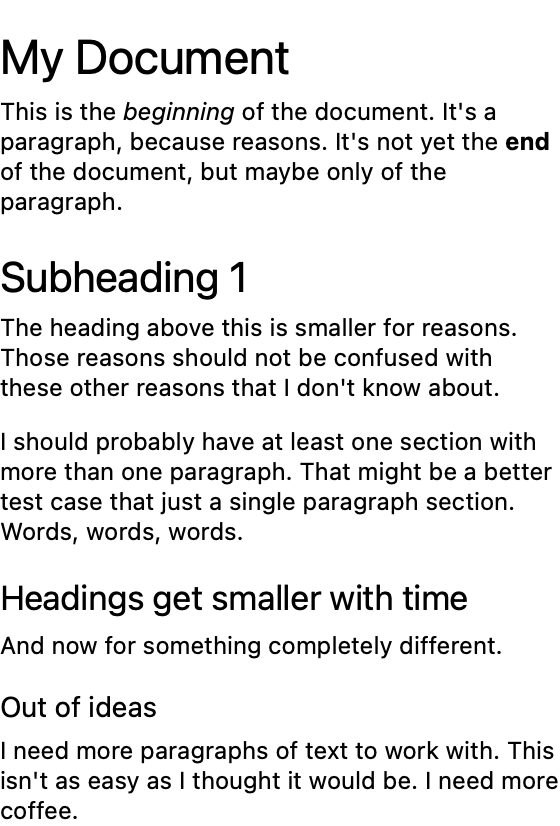 My Document
This is the beginning of the document. It's a
paragraph, because reasons. It's not yet the end
of the document, but maybe only of the
paragraph.
Subheading 1
The heading above this is smaller for reasons.
Those reasons should not be confused with
these other reasons that I don't know about.
I should probably have at least one section with
more than one paragraph. That might be a better
test case that just a single paragraph section.
Words, words, words.
Headings get smaller with time
And now for something completely different.
Out of ideas
I need more paragraphs of text to work with. This
isn't as easy as I thought it would be. I need more
coffee.